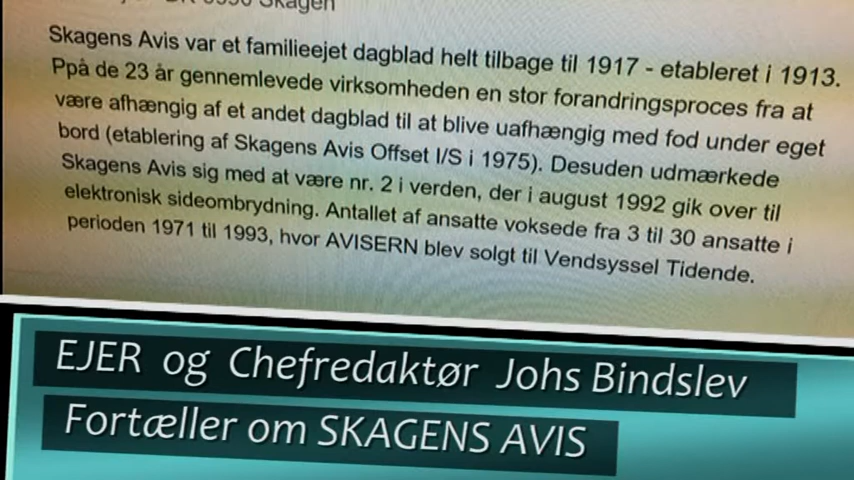 Skagen
Skagens Avis var et familieejet dagblad helt tilbage til 1917 - etableret i 1913.
Ppå de 23 år gennemlevede virksomheden en stor forandringsproces fra at
være afhængig af et andet dagblad til at blive uafhængig med fod under eget
bord (etablering af Skagens Avis Offset I/S i 1975). Desuden udmærkede
Skagens Avis sig med at være nr. 2 i verden, der i august 1992 gik over til
elektronisk sideombrydning. Antallet af ansatte voksede fra 3 til 30 ansatte i
perioden 1971 til 1993, hvor AVISERN blev solgt til Vendsyssel Tidende.
EJER og Chefredaktør Johs Bindslev
Fortæller om SKAGENS AVIS